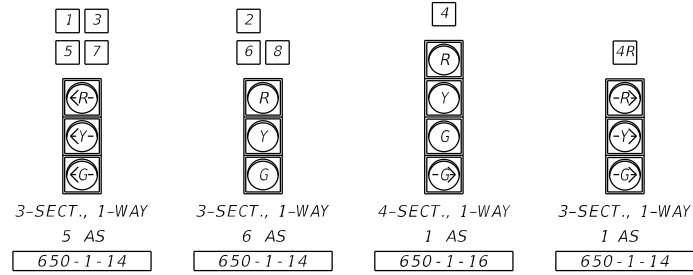 1 3
5 7
R
Y
G
3-SECT., 1-WAY
5 AS
650-1-14
2
6 8
R
Y
G
3-SECT., 1-WAY
6 AS
650-1-14
4
R
Y
G
G
4-SECT., 1-WAY
1 AS
650-1-16
4R
R
Y
G
3-SECT., 1-WAY
1 AS
650-1-14